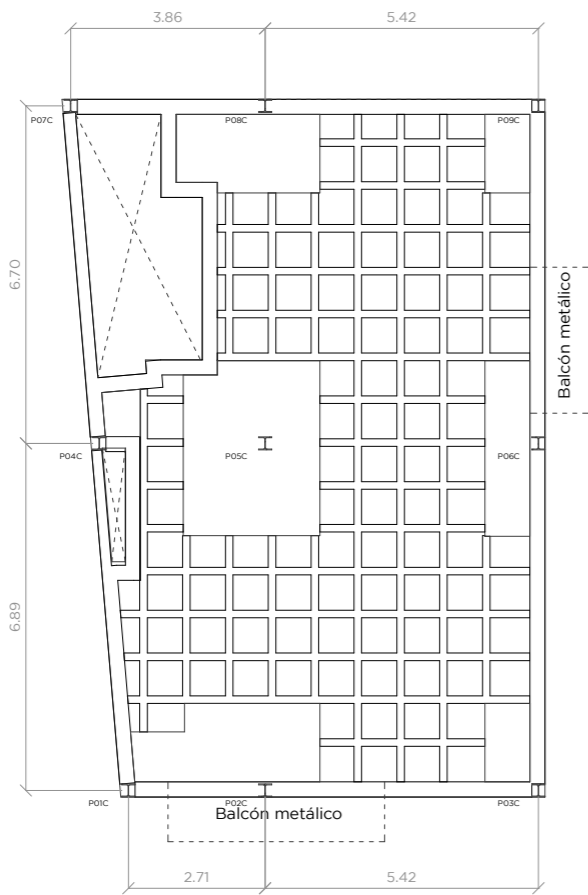 3.86 5.42
P07C P08C P09C
6.70
Balcón metálico
P04C P05C P06C
6.89
P01C P02C P03C
Balcón metálico
2.71 5.42